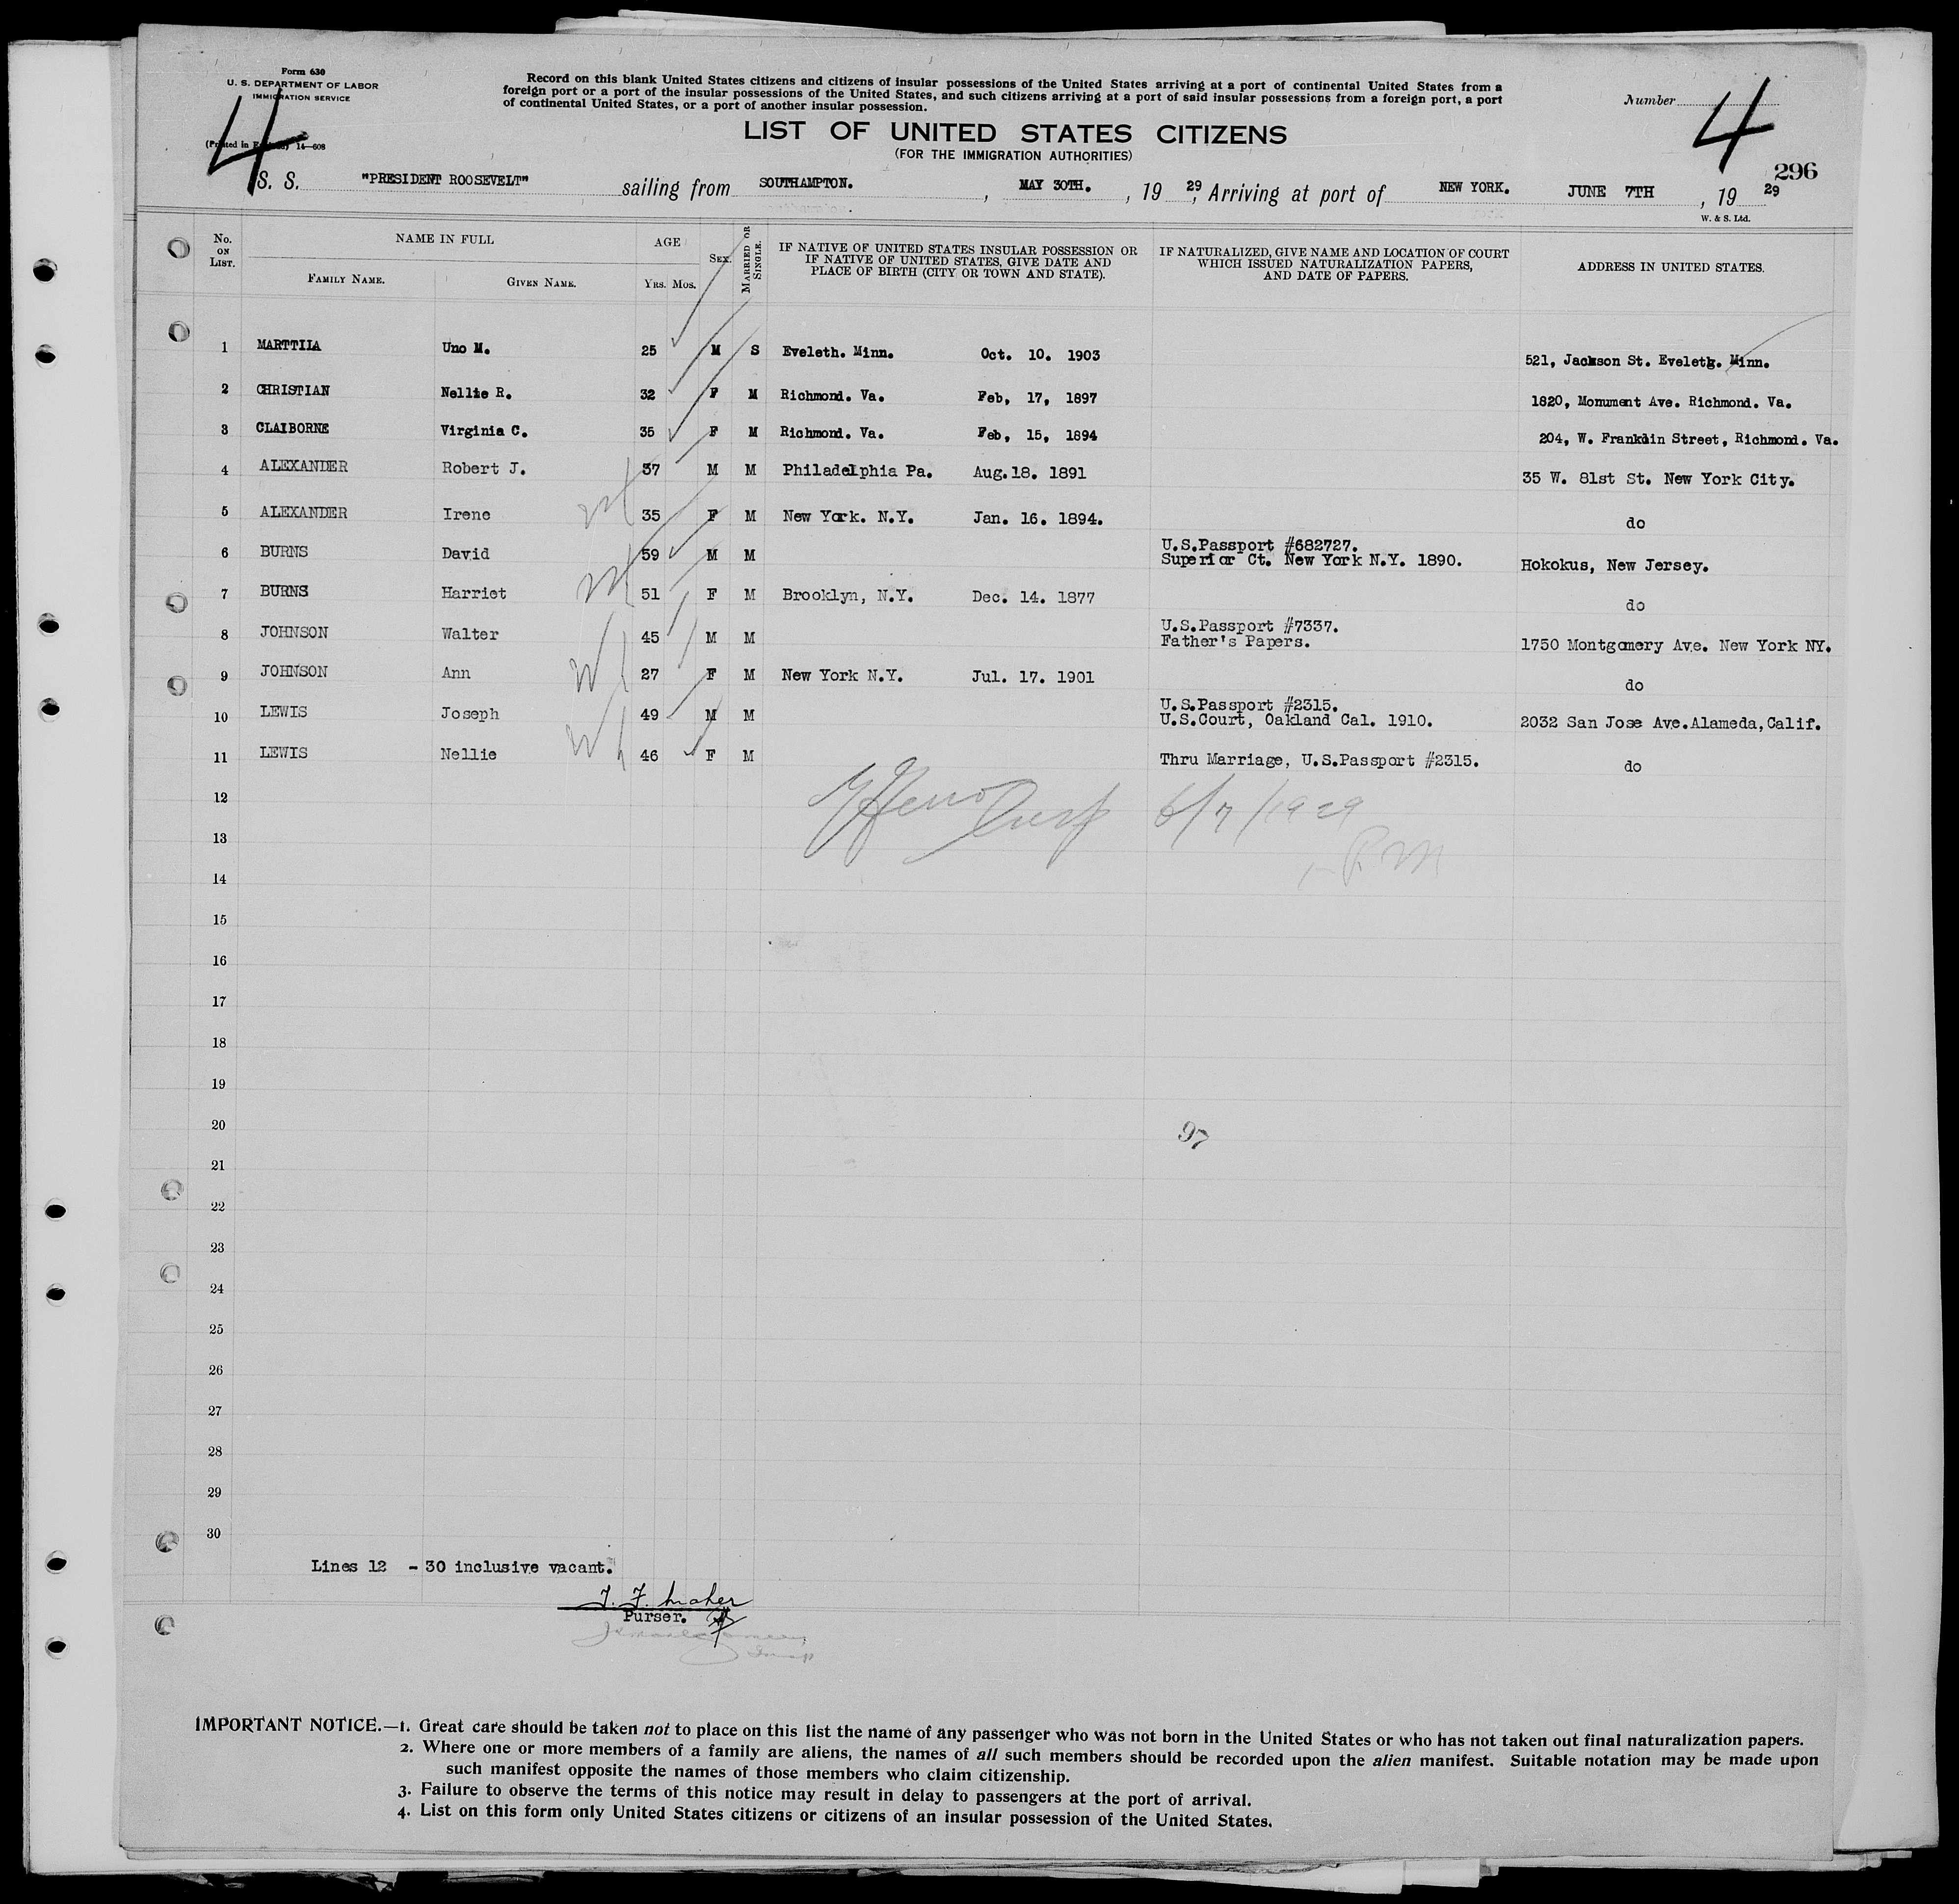 Form 630
U. S. DEPARTMENT OF LABOR
IMMIGRATION SERVICE
(Printed in England) 14—608
4
Record on this blank United States citizens and citizens of insular possessions of the United States arriving at a port of continental United States from a
foreign port or a port of the insular possessions of the United States, and such citizens arriving at a port of said insular possessions from a foreign port, a port
of continental United States, or a port of another insular possession.
Number 4
LIST OF UNITED STATES CITIZENS
(FOR THE IMMIGRATION AUTHORITIES)
296
S. S. "PRESIDENT ROOSEVELT" sailing from SOUTHAMPTON. , MAY 30TH. , 19 29, Arriving at port of NEW YORK. JUNE 7TH , 19 29
W. & S. Ltd.
No. ON LIST. NAME IN FULL FAMILY NAME. GIVEN NAME. AGE YRS. MOS. SEX. MARRIED OR SINGLE. IF NATIVE OF UNITED STATES INSULAR POSSESSION OR IF NATIVE OF UNITED STATES, GIVE DATE AND PLACE OF BIRTH (CITY OR TOWN AND STATE). IF NATURALIZED, GIVE NAME AND LOCATION OF COURT WHICH ISSUED NATURALIZATION PAPERS, AND DATE OF PAPERS. ADDRESS IN UNITED STATES.
1 MARTTILA Uno M. 25 M S Eveleth. Minn. Oct. 10. 1903 521, Jackson St. Eveleth. Minn.
2 CHRISTIAN Nellie R. 32 F M Richmond. Va. Feb, 17, 1897 1820, Monument Ave. Richmond. Va.
3 CLAIBORNE Virginia C. 35 F M Richmond. Va. Feb, 15, 1894 204, W. Franklin Street, Richmond. Va.
4 ALEXANDER Robert J. 37 M M Philadelphia Pa. Aug.18. 1891 35 W. 81st St. New York City.
5 ALEXANDER Irene 35 F M New York. N.Y. Jan. 16. 1894. do
6 BURNS David 59 M M U.S.Passport #682727.
Superior Ct. New York N.Y. 1890. Hokokus, New Jersey.
7 BURNS Harriet 51 F M Brooklyn, N.Y. Dec. 14. 1877 do
8 JOHNSON Walter 45 M M U.S.Passport #7337.
Father's Papers. 1750 Montgomery Ave. New York NY.
9 JOHNSON Ann 27 F M New York N.Y. Jul. 17. 1901 do
10 LEWIS Joseph 49 M M U.S.Passport #2315.
U.S.Court, Oakland Cal. 1910. 2032 San Jose Ave.Alameda,Calif.
11 LEWIS Nellie 46 F M Thru Marriage, U.S.Passport #2315. do
12
6/7/1929
13
14
15
16
17
18
19
20
97
21
22
23
24
25
26
27
28
29
30
Lines 12 - 30 inclusive vacant.
T. F. Maher
Purser.
IMPORTANT NOTICE.—1. Great care should be taken not to place on this list the name of any passenger who was not born in the United States or who has not taken out final naturalization papers.
2. Where one or more members of a family are aliens, the names of all such members should be recorded upon the alien manifest. Suitable notation may be made upon
such manifest opposite the names of those members who claim citizenship.
3. Failure to observe the terms of this notice may result in delay to passengers at the port of arrival.
4. List on this form only United States citizens or citizens of an insular possession of the United States.